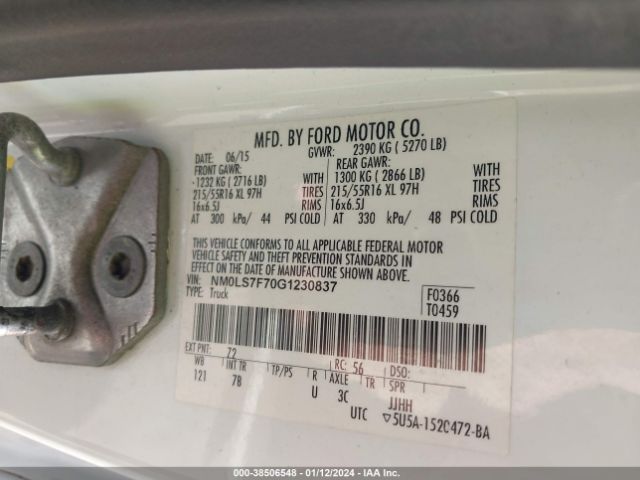 MFD. BY FORD MOTOR CO.
DATE: 06/15 GVWR: 2390 KG ( 5270 LB)
FRONT GAWR: REAR GAWR:
1232 KG ( 2716 LB) WITH 1300 KG ( 2866 LB) WITH
215/55R16 XL 97H TIRES 215/55R16 XL 97H TIRES
16x6.5J RIMS 16x6.5J RIMS
AT 300 kPa/ 44 PSI COLD AT 330 kPa/ 48 PSI COLD
THIS VEHICLE CONFORMS TO ALL APPLICABLE FEDERAL MOTOR
VEHICLE SAFETY AND THEFT PREVENTION STANDARDS IN
EFFECT ON THE DATE OF MANUFACTURE SHOWN ABOVE.
VIN: NM0LS7F70G1230837 F0366
TYPE: Truck T0459
EXT PNT: 72 RC: 56 DSO:
WB INT TR TP/PS R AXLE TR SPR
121 7B U 3C JJHH
UTC ▽5U5A-152C472-BA
000-38506548 - 01/12/2024 - IAA Inc.